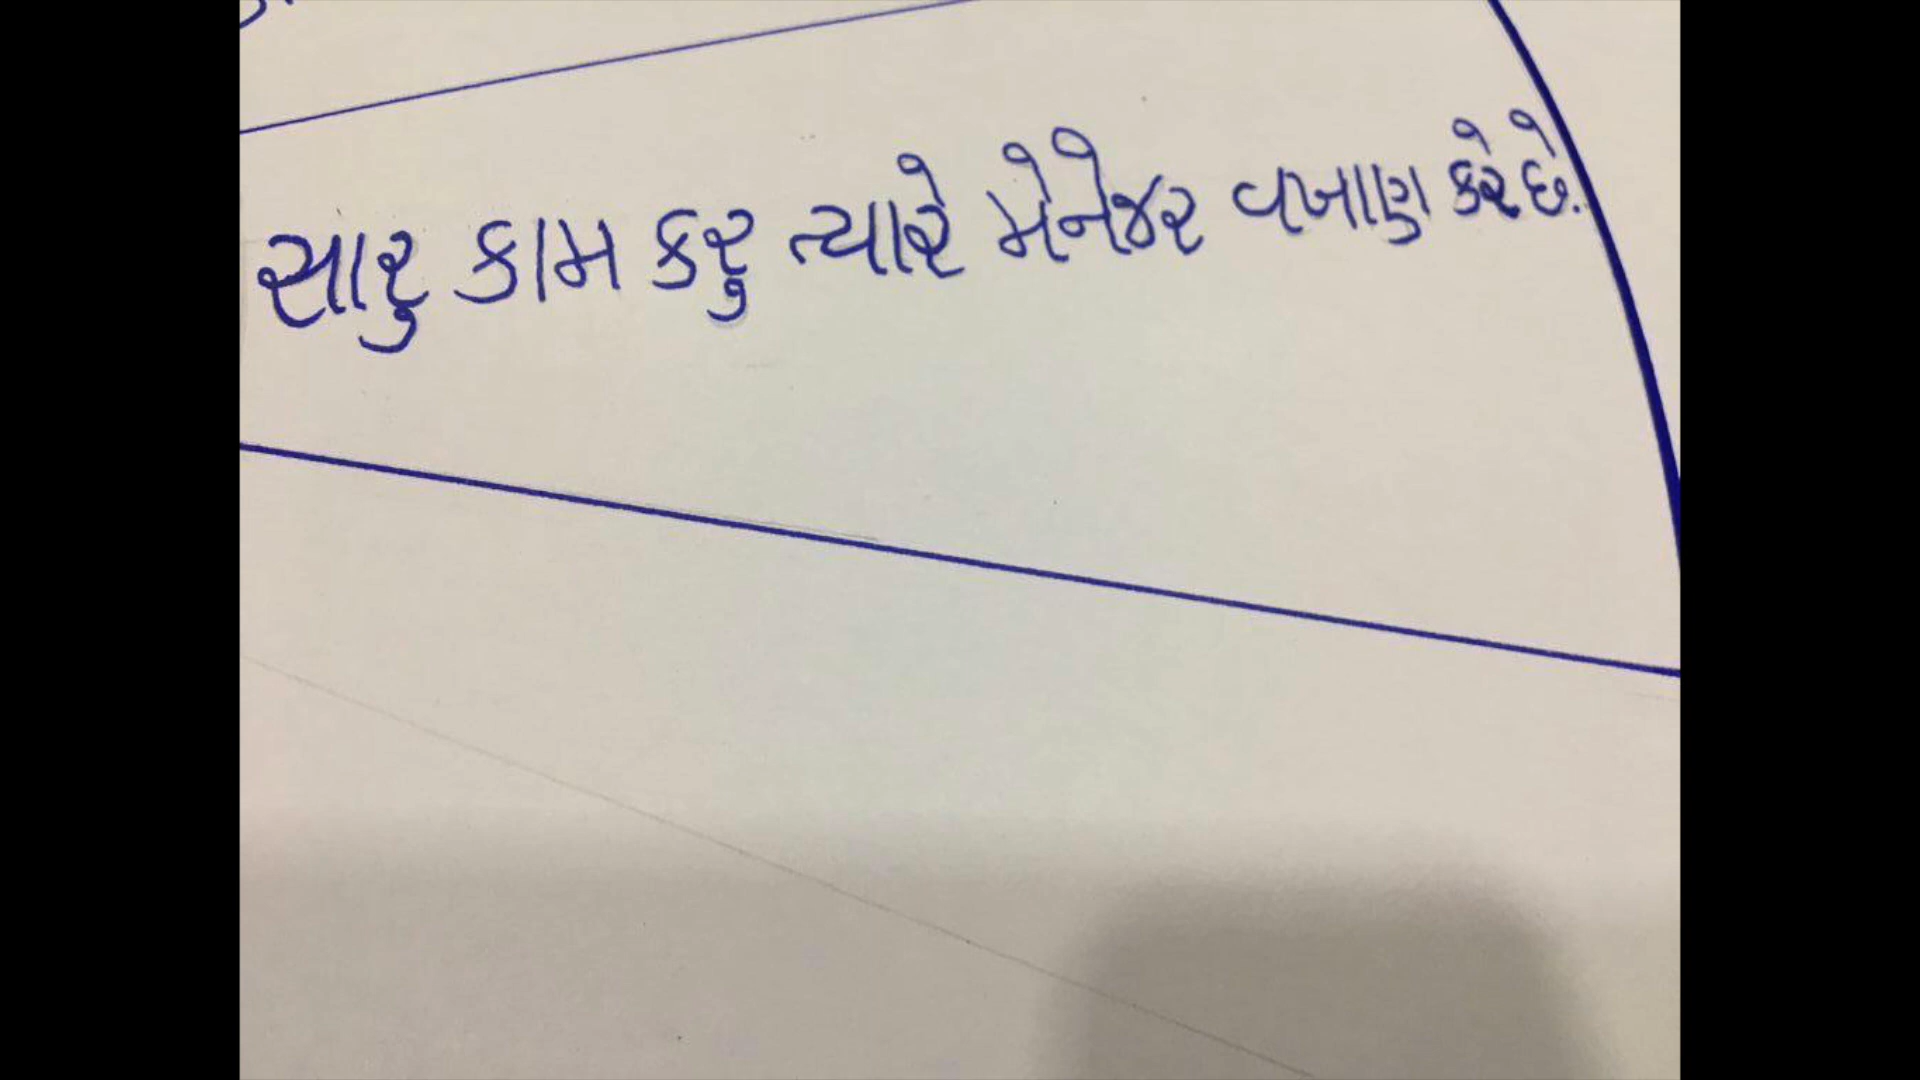 સારુ કામ કરુ ત્યારે મેનેજર વખાણ કરે છે.